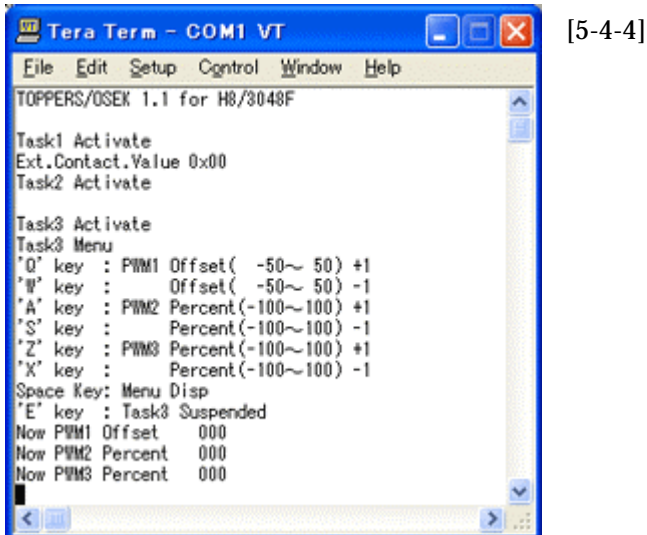 Tera Term - COM1 VT
[5-4-4]
File Edit Setup Control Window Help
TOPPERS/OSEK 1.1 for H8/3048F
Task1 Activate
Ext.Contact.Value 0x00
Task2 Activate
Task3 Activate
Task3 Menu
'Q' key : PWM1 Offset( -50～ 50) +1
'W' key : Offset( -50～ 50) -1
'A' key : PWM2 Percent(-100～100) +1
'S' key : Percent(-100～100) -1
'Z' key : PWM3 Percent(-100～100) +1
'X' key : Percent(-100～100) -1
Space Key: Menu Disp
'E' key : Task3 Suspended
Now PWM1 Offset 000
Now PWM2 Percent 000
Now PWM3 Percent 000